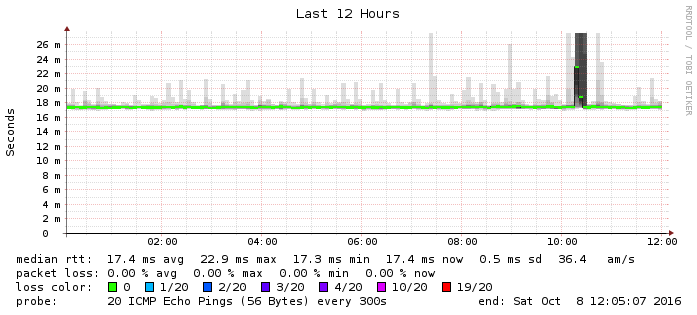 Last 12 Hours
RRDTOOL / TOBI OETIKER
Seconds
26 m
24 m
22 m
20 m
18 m
16 m
14 m
12 m
10 m
8 m
6 m
4 m
2 m
0
02:00 04:00 06:00 08:00 10:00 12:00
median rtt: 17.4 ms avg 22.9 ms max 17.3 ms min 17.4 ms now 0.5 ms sd 36.4 am/s
packet loss: 0.00 % avg 0.00 % max 0.00 % min 0.00 % now
loss color: 0 1/20 2/20 3/20 4/20 10/20 19/20
probe: 20 ICMP Echo Pings (56 Bytes) every 300s end: Sat Oct 8 12:05:07 2016